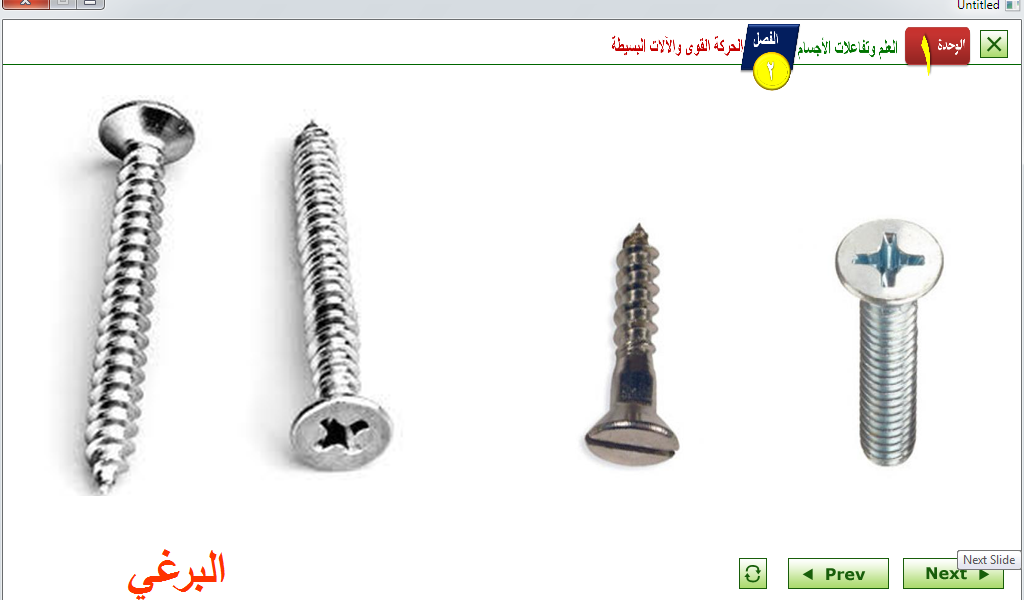 Untitled
الوحدة ١ العلم وتفاعلات الأجسام الفصل ٢ الحركة القوى والآلات البسيطة
البرغي
Prev
Next
Next Slide